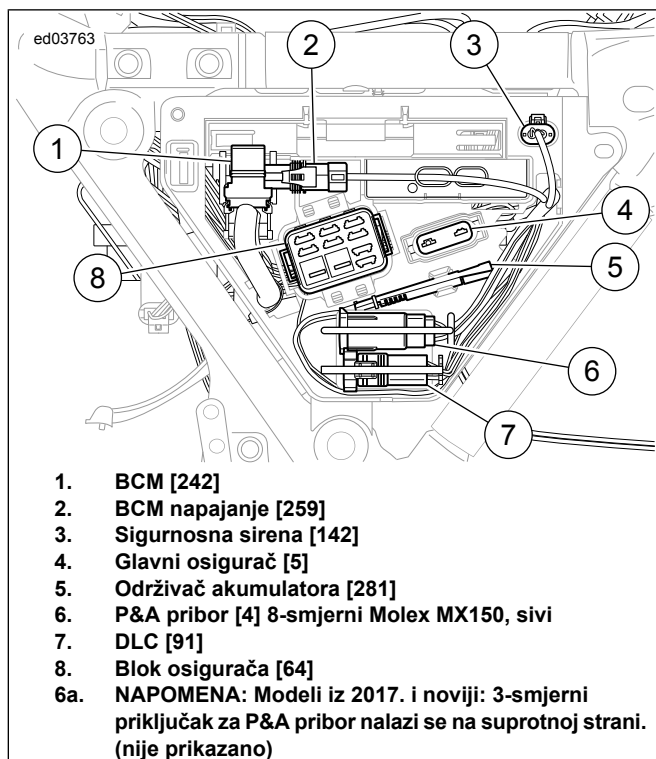 ed03763
2
3
1
4
8
5
6
7
1. BCM [242]
2. BCM napajanje [259]
3. Sigurnosna sirena [142]
4. Glavni osigurač [5]
5. Održivač akumulatora [281]
6. P&A pribor [4] 8-smjerni Molex MX150, sivi
7. DLC [91]
8. Blok osigurača [64]
6a. NAPOMENA: Modeli iz 2017. i noviji: 3-smjerni
priključak za P&A pribor nalazi se na suprotnoj strani.
(nije prikazano)